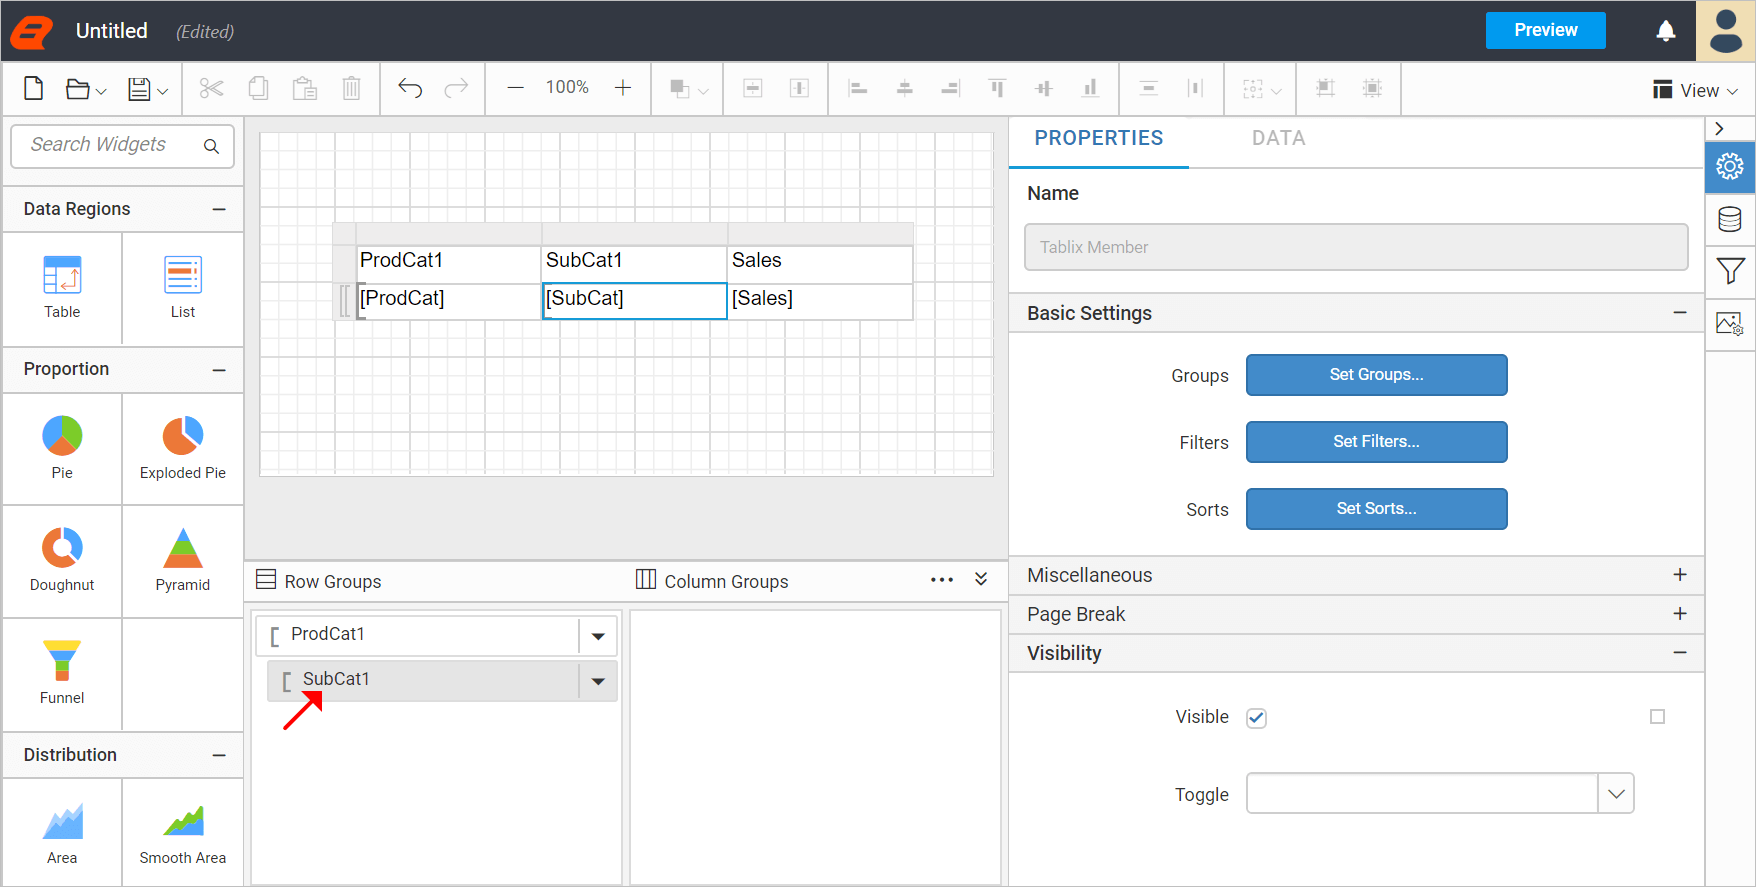 Untitled (Edited) Preview
100% View
Search Widgets
Data Regions
Table List
Proportion
Pie Exploded Pie
Doughnut Pyramid
Funnel
Distribution
Area Smooth Area
ProdCat1 SubCat1 Sales
[ProdCat] [SubCat] [Sales]
Row Groups Column Groups
ProdCat1
SubCat1
PROPERTIES DATA
Name
Tablix Member
Basic Settings
Groups Set Groups...
Filters Set Filters...
Sorts Set Sorts...
Miscellaneous
Page Break
Visibility
Visible
Toggle